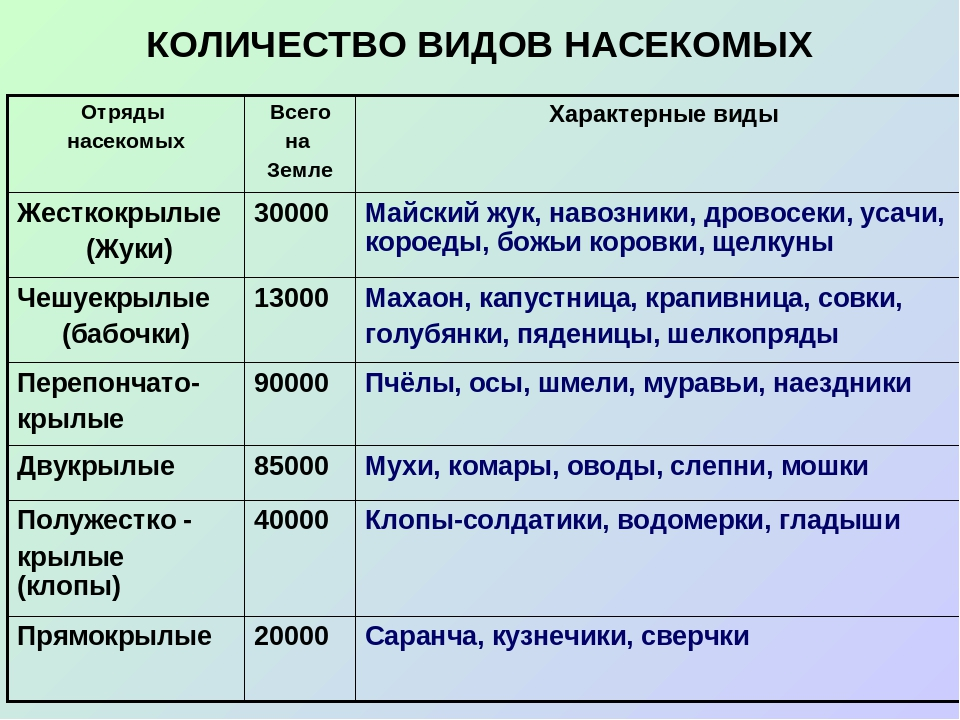 КОЛИЧЕСТВО ВИДОВ НАСЕКОМЫХ
Отряды
насекомых
Всего
на
Земле
Характерные виды
Жесткокрылые
(Жуки)
30000
Майский жук, навозники, дровосеки, усачи,
короеды, божьи коровки, щелкуны
Чешуекрылые
(бабочки)
13000
Махаон, капустница, крапивница, совки,
голубянки, пяденицы, шелкопряды
Перепончато-
крылые
90000
Пчёлы, осы, шмели, муравьи, наездники
Двукрылые
85000
Мухи, комары, оводы, слепни, мошки
Полужестко -
крылые
(клопы)
40000
Клопы-солдатики, водомерки, гладыши
Прямокрылые
20000
Саранча, кузнечики, сверчки